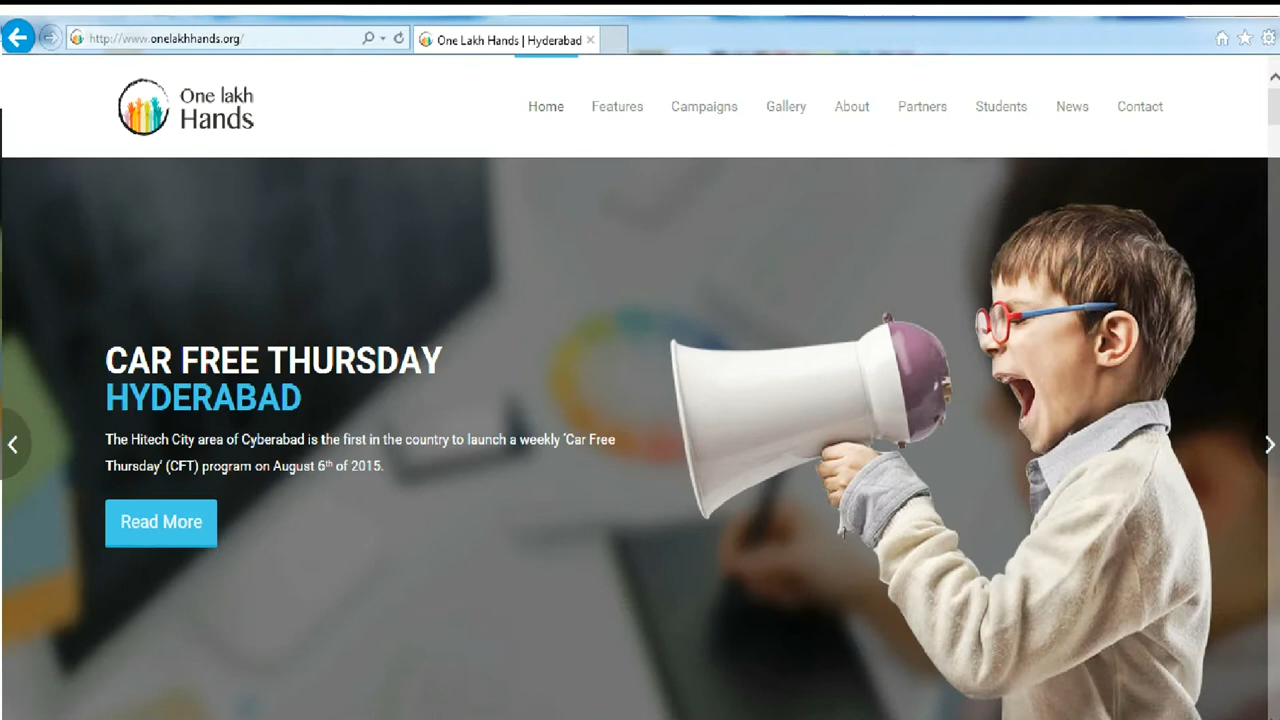 http://www.onelakhhands.org/
One Lakh Hands | Hyderabad
One lakh
Hands
Home Features Campaigns Gallery About Partners Students News Contact
CAR FREE THURSDAY
HYDERABAD
The Hitech City area of Cyberabad is the first in the country to launch a weekly 'Car Free
Thursday' (CFT) program on August 6th of 2015.
Read More